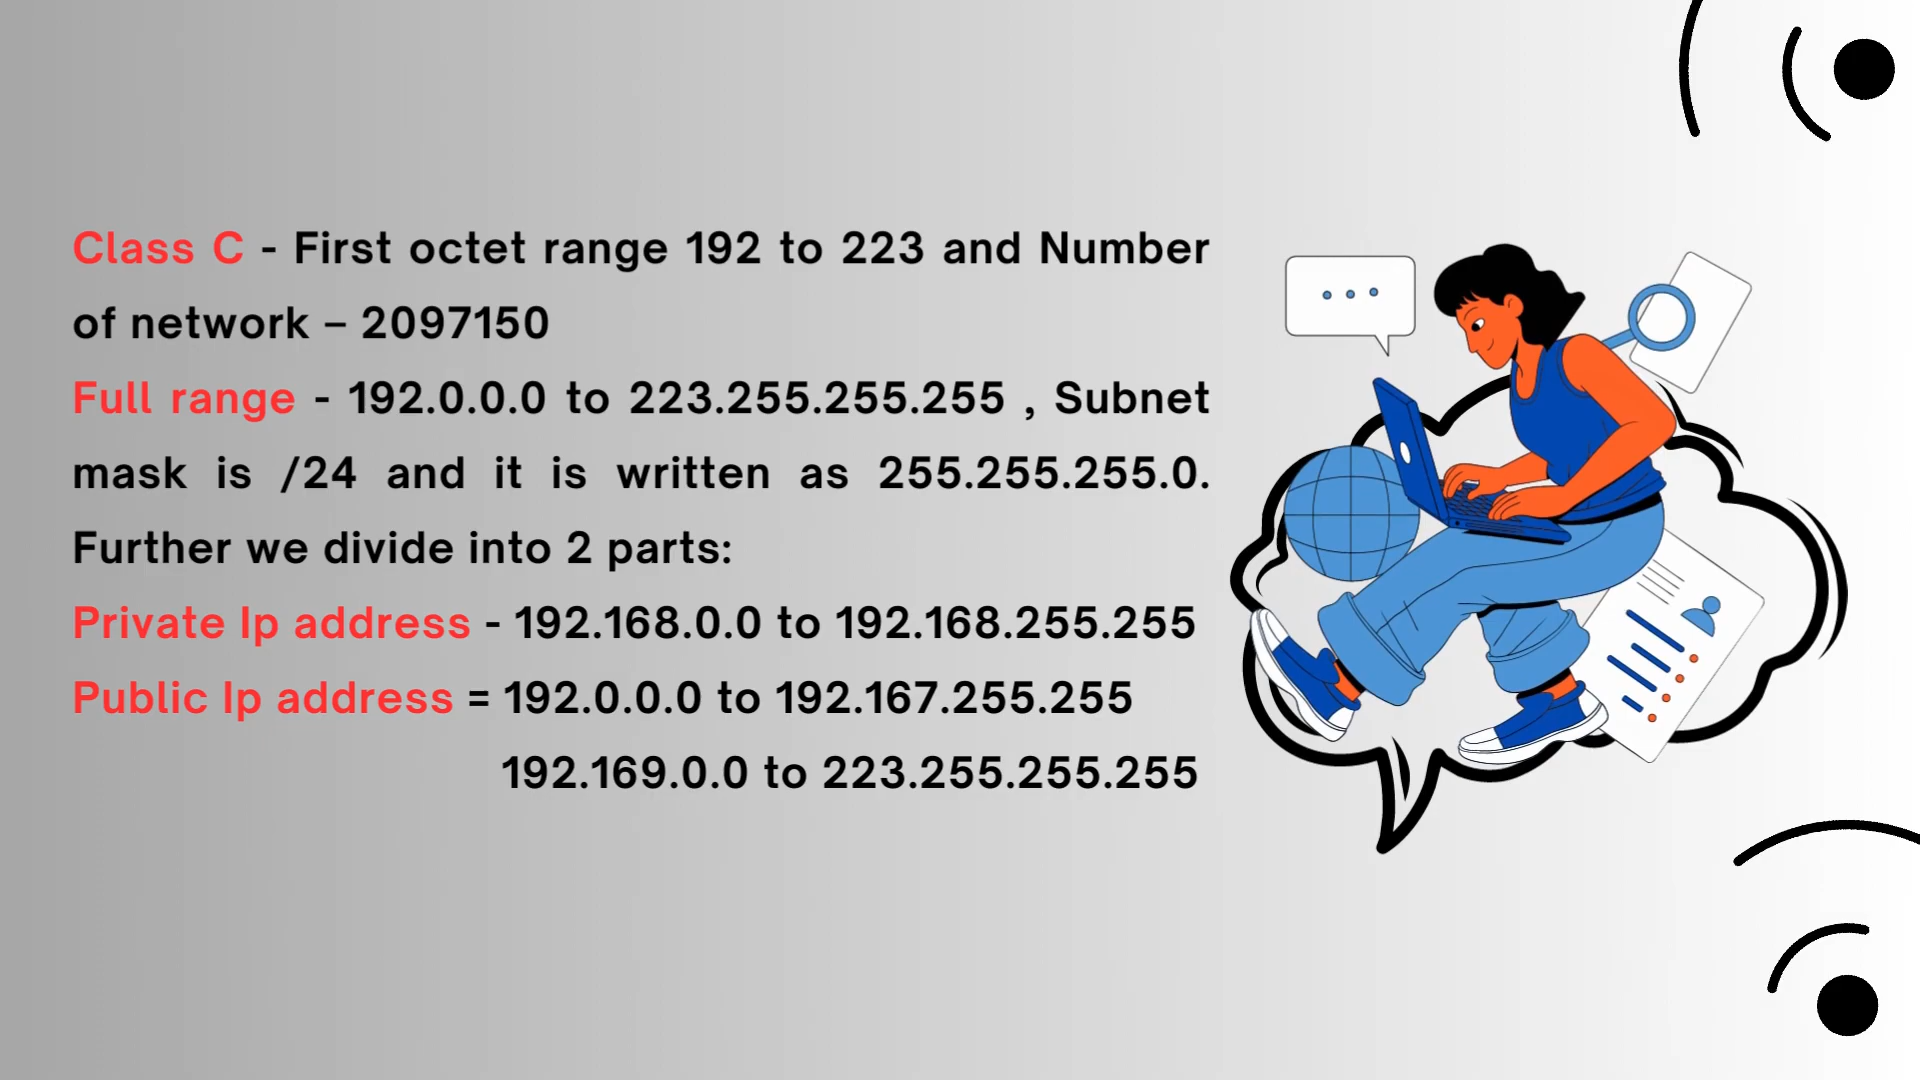 Class C - First octet range 192 to 223 and Number
of network – 2097150
Full range - 192.0.0.0 to 223.255.255.255 , Subnet
mask is /24 and it is written as 255.255.255.0.
Further we divide into 2 parts:
Private Ip address - 192.168.0.0 to 192.168.255.255
Public Ip address = 192.0.0.0 to 192.167.255.255
192.169.0.0 to 223.255.255.255